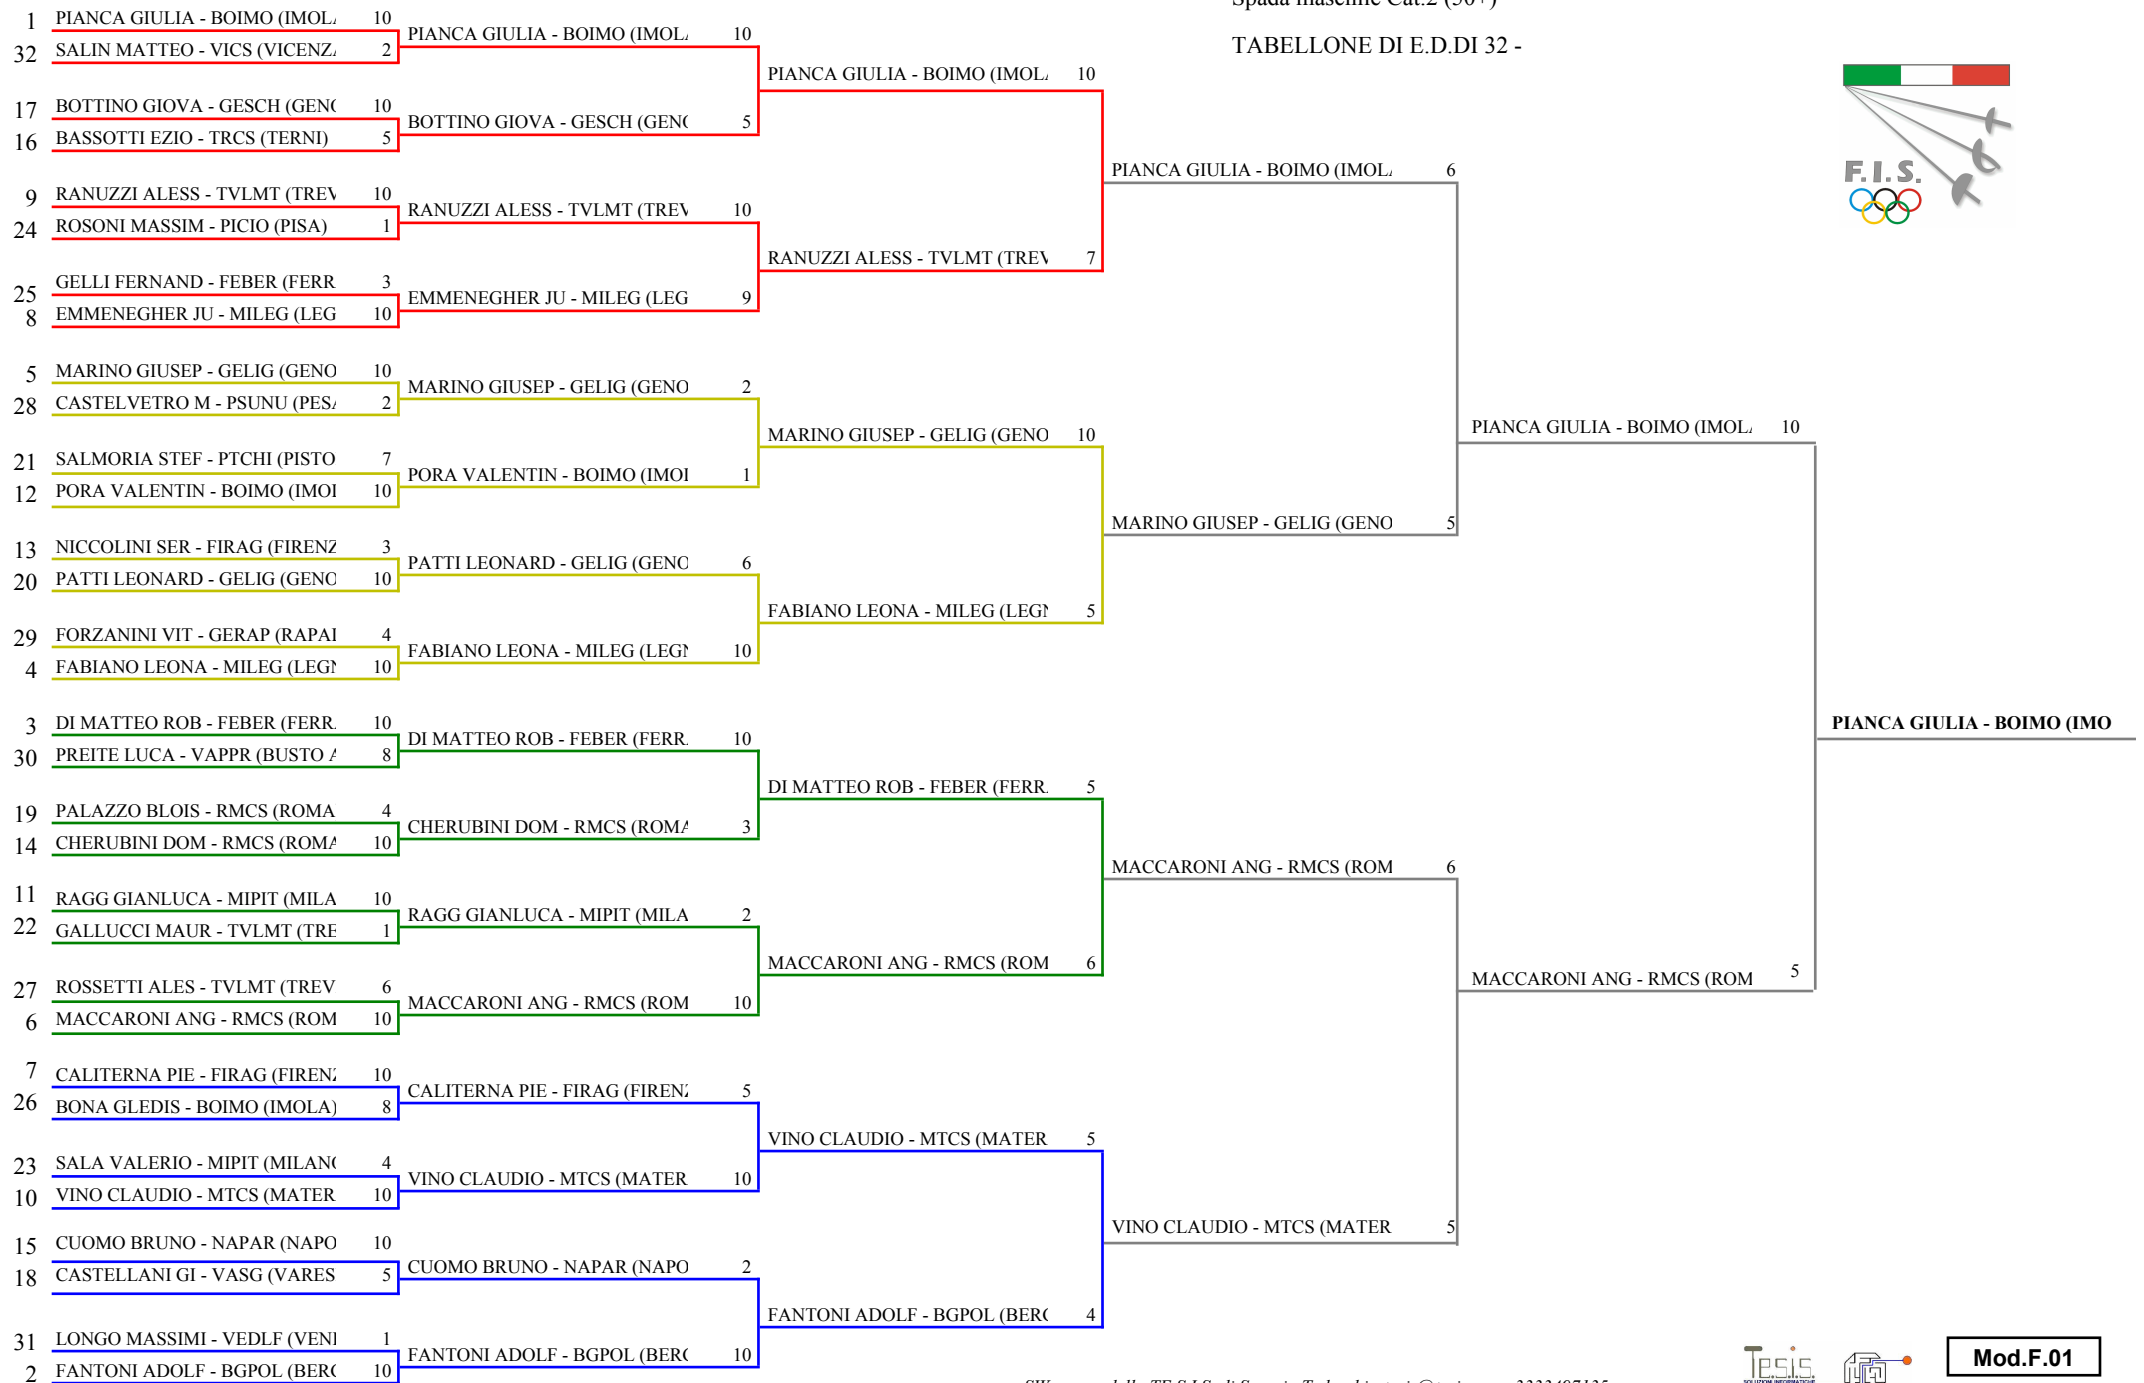 Spada maschile Cat.2 (50+)
TABELLONE DI E.D.DI 32 -
F.I.S.
1 PIANCA GIULIA - BOIMO (IMOL 10
32 SALIN MATTEO - VICS (VICENZ 2
17 BOTTINO GIOVA - GESCH (GEN 10
16 BASSOTTI EZIO - TRCS (TERNI) 5
9 RANUZZI ALESS - TVLMT (TREV 10
24 ROSONI MASSIM - PICIO (PISA) 1
25 GELLI FERNAND - FEBER (FERR 3
8 EMMENEGHER JU - MILEG (LEG 10
5 MARINO GIUSEP - GELIG (GENO 10
28 CASTELVETRO M - PSUNU (PES 2
21 SALMORIA STEF - PTCHI (PISTO 7
12 PORA VALENTIN - BOIMO (IMO 10
13 NICCOLINI SER - FIRAG (FIRENZ 3
20 PATTI LEONARD - GELIG (GENO 10
29 FORZANINI VIT - GERAP (RAPA 4
4 FABIANO LEONA - MILEG (LEG 10
3 DI MATTEO ROB - FEBER (FERR 10
30 PREITE LUCA - VAPPR (BUSTO A 8
19 PALAZZO BLOIS - RMCS (ROMA 4
14 CHERUBINI DOM - RMCS (ROMA 10
11 RAGG GIANLUCA - MIPIT (MILA 10
22 GALLUCCI MAUR - TVLMT (TRE 1
27 ROSSETTI ALES - TVLMT (TREV 6
6 MACCARONI ANG - RMCS (ROM 10
7 CALITERNA PIE - FIRAG (FIREN 10
26 BONA GLEDIS - BOIMO (IMOLA) 8
23 SALA VALERIO - MIPIT (MILAN 4
10 VINO CLAUDIO - MTCS (MATER 10
15 CUOMO BRUNO - NAPAR (NAPO 10
18 CASTELLANI GI - VASG (VARES 5
31 LONGO MASSIMI - VEDLF (VEN 1
2 FANTONI ADOLF - BGPOL (BER 10
PIANCA GIULIA - BOIMO (IMOL 10
BOTTINO GIOVA - GESCH (GEN 5
RANUZZI ALESS - TVLMT (TREV 10
EMMENEGHER JU - MILEG (LEG 9
MARINO GIUSEP - GELIG (GENO 2
PORA VALENTIN - BOIMO (IMO 1
PATTI LEONARD - GELIG (GENO 6
FABIANO LEONA - MILEG (LEG 10
DI MATTEO ROB - FEBER (FERR 10
CHERUBINI DOM - RMCS (ROMA 3
RAGG GIANLUCA - MIPIT (MILA 2
MACCARONI ANG - RMCS (ROM 10
CALITERNA PIE - FIRAG (FIREN 5
VINO CLAUDIO - MTCS (MATER 10
CUOMO BRUNO - NAPAR (NAPO 2
FANTONI ADOLF - BGPOL (BER 10
PIANCA GIULIA - BOIMO (IMOL 10
RANUZZI ALESS - TVLMT (TREV 7
MARINO GIUSEP - GELIG (GENO 10
FABIANO LEONA - MILEG (LEG 5
DI MATTEO ROB - FEBER (FERR 5
MACCARONI ANG - RMCS (ROM 6
VINO CLAUDIO - MTCS (MATER 5
FANTONI ADOLF - BGPOL (BER 4
PIANCA GIULIA - BOIMO (IMOL 6
MARINO GIUSEP - GELIG (GENO 5
MACCARONI ANG - RMCS (ROM 6
VINO CLAUDIO - MTCS (MATER 5
PIANCA GIULIA - BOIMO (IMOL 10
MACCARONI ANG - RMCS (ROM 5
PIANCA GIULIA - BOIMO (IMO
Te.S.I.S.
SOLUZIONI INFORMATICHE
Mod.F.01